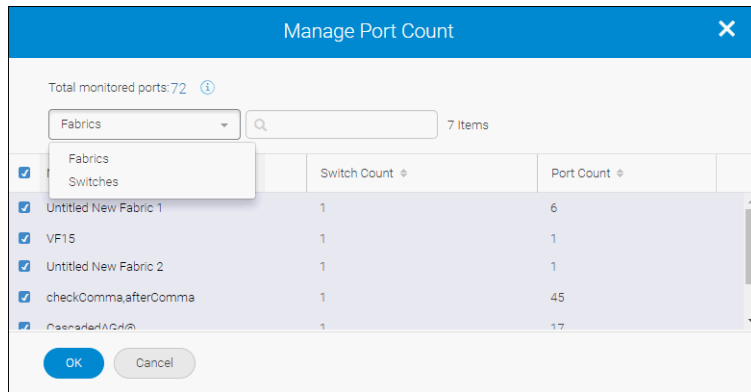 Manage Port Count
Total monitored ports:72
Fabrics
7 Items
Fabrics
Switches
Switch Count
Port Count
Untitled New Fabric 1 1 6
VF15 1 1
Untitled New Fabric 2 1 1
checkComma,afterComma 1 45
Cascaded^Gd@ 1 17
OK
Cancel